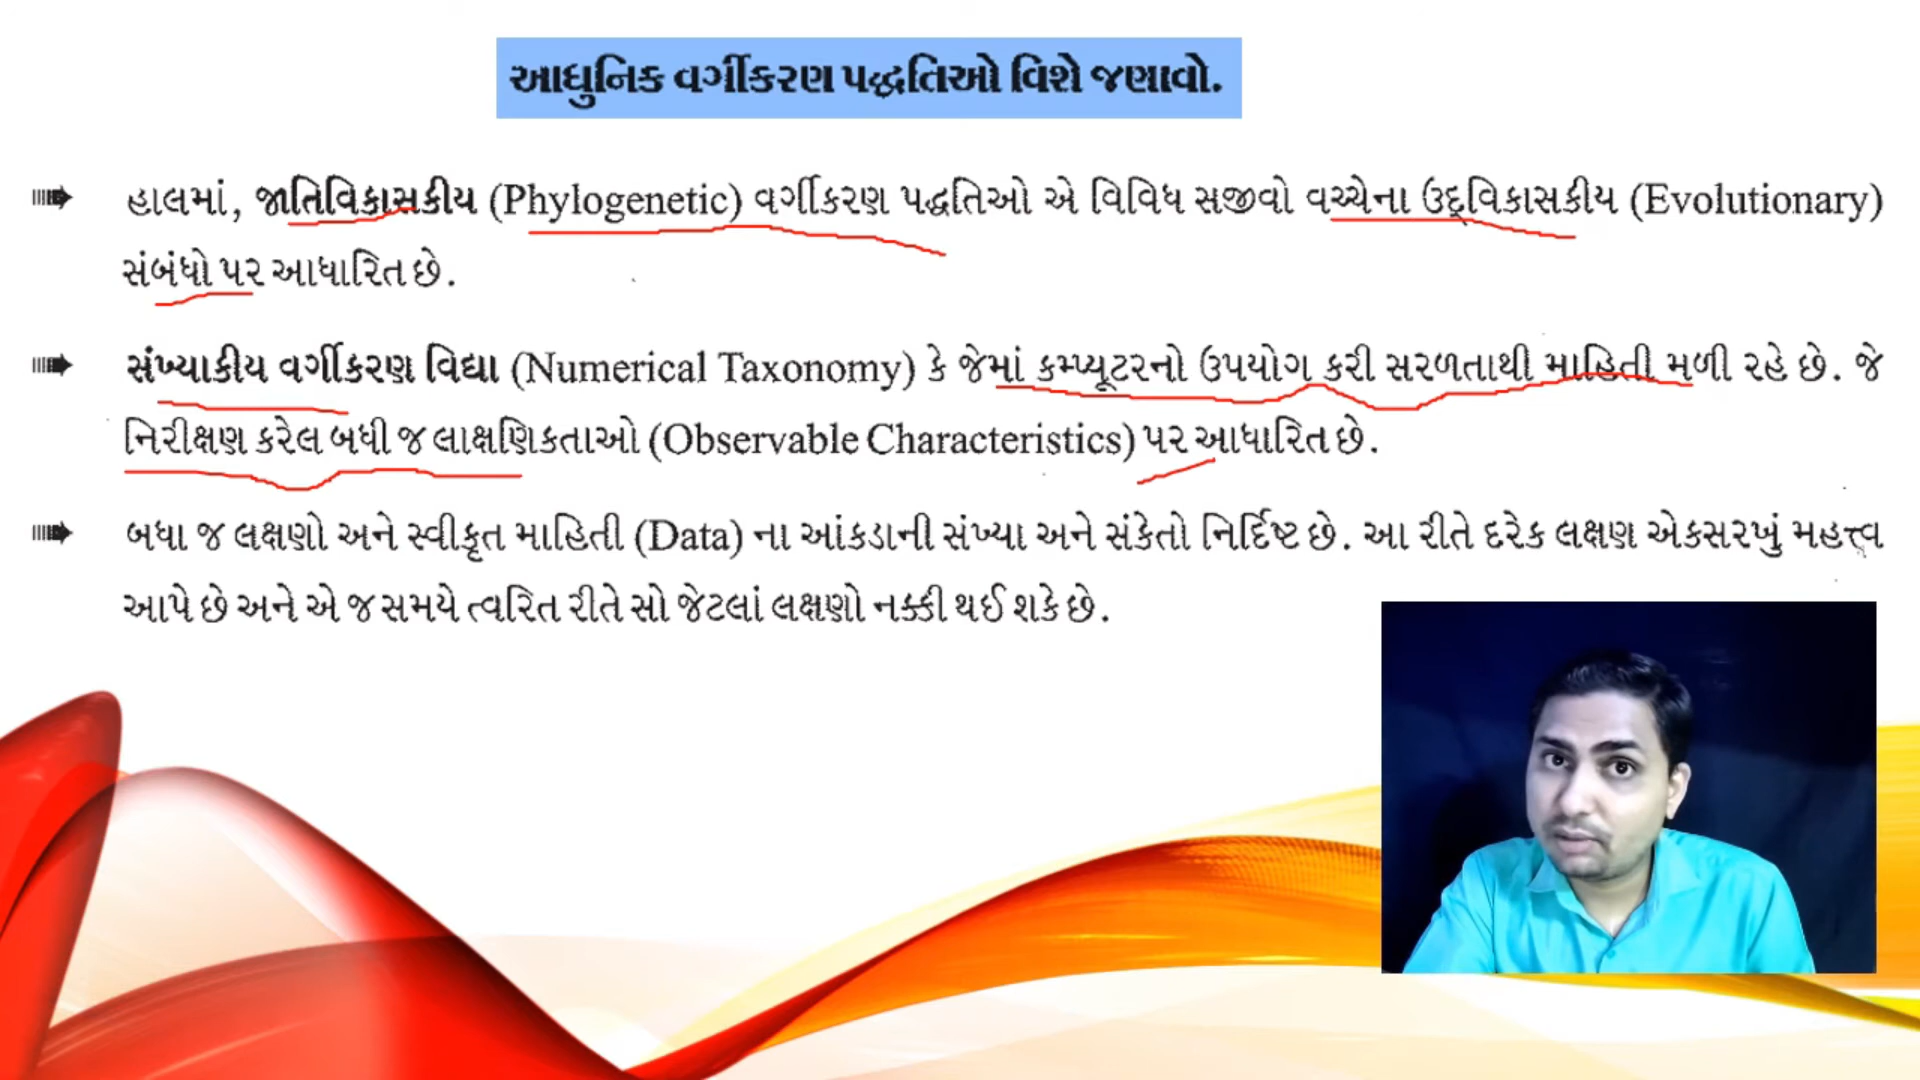 આધુનિક વર્ગીકરણ પદ્ધતિઓ વિશે જણાવો.
હાલમાં, જાતિવિકાસકીય (Phylogenetic) વર્ગીકરણ પદ્ધતિઓ એ વિવિધ સજીવો વચ્ચેના ઉદ્‌વિકાસકીય (Evolutionary)
સંબંધો પર આધારિત છે.
સંખ્યાકીય વર્ગીકરણ વિદ્યા (Numerical Taxonomy) કે જેમાં કમ્પ્યૂટરનો ઉપયોગ કરી સરળતાથી માહિતી મળી રહે છે. જે
નિરીક્ષણ કરેલ બધી જ લાક્ષણિકતાઓ (Observable Characteristics) પર આધારિત છે.
બધા જ લક્ષણો અને સ્વીકૃત માહિતી (Data) ના આંકડાની સંખ્યા અને સંકેતો નિર્દિષ્ટ છે. આ રીતે દરેક લક્ષણ એકસરખું મહત્ત્વ
આપે છે અને એ જ સમયે ત્વરિત રીતે સો જેટલાં લક્ષણો નક્કી થઈ શકે છે.